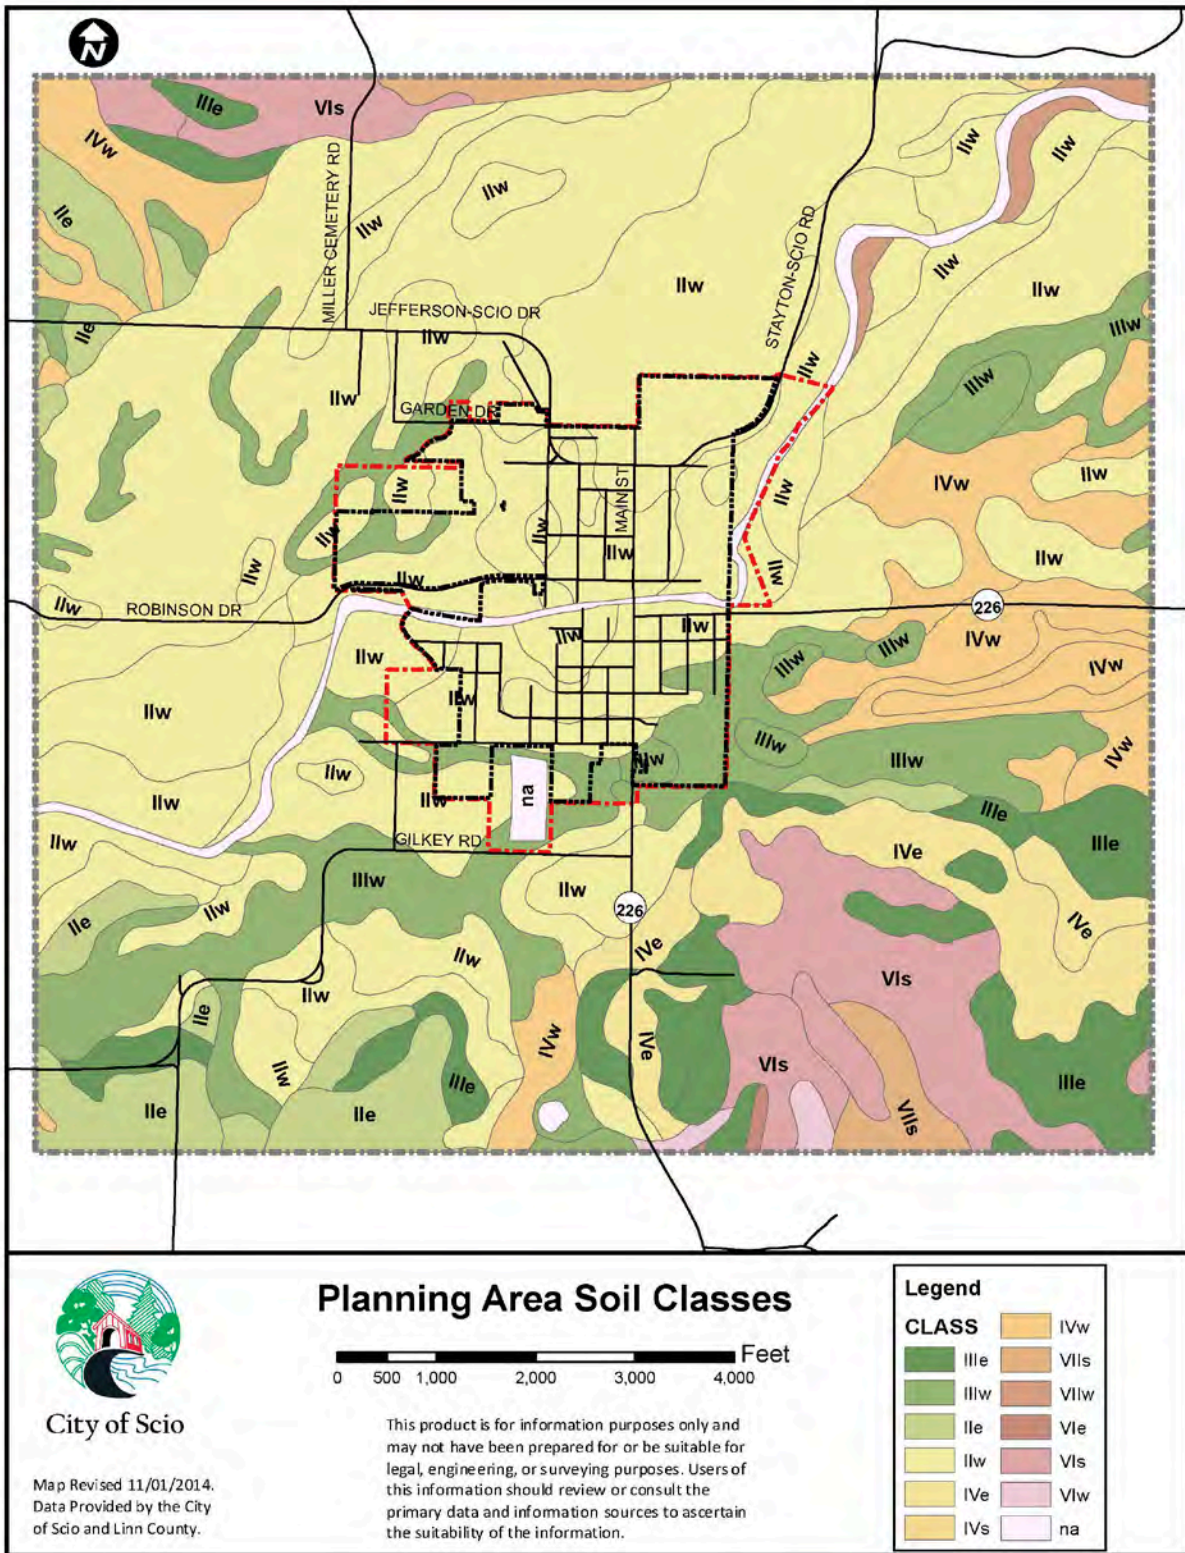 N
IIIe
VIs
IVw
IIw
IIw
IIw
IIw
IIe
MILLER CEMETERY RD
IIw
IIw
STAYTON-SCIO RD
IIw
IIw
JEFFERSON-SCIO DR
IIw
IIe
IIIw
IIIw
IIw
IIw
GARDEN DR
IIw
MAIN ST
IVw
IIw
IIw
IIw
IIw
IIw
IIw
IIw
IIw
IIw
IIw
IIw
ROBINSON DR
226
IIw
IIw
IIw
IIIw
IVw
IIIw
IVw
IIw
IIw
IIIw
IIIw
IIIw
IVw
IIw
IIw
na
IIw
IIIe
IIw
GILKEY RD
IVe
IIIe
IIIw
IIw
IIe
IIw
226
IVe
IIw
IVe
VIs
IIw
IIe
IVw
IVe
VIs
IIw
IIIe
IIIe
IIe
IIe
VIIs
City of Scio
Map Revised 11/01/2014.
Data Provided by the City
of Scio and Linn County.
Planning Area Soil Classes
Feet
0 500 1,000 2,000 3,000 4,000
This product is for information purposes only and
may not have been prepared for or be suitable for
legal, engineering, or surveying purposes. Users of
this information should review or consult the
primary data and information sources to ascertain
the suitability of the information.
Legend
CLASS
IIIe
IIIw
IIe
IIw
IVe
IVs
IVw
VIIs
VIIw
VIe
VIs
VIw
na